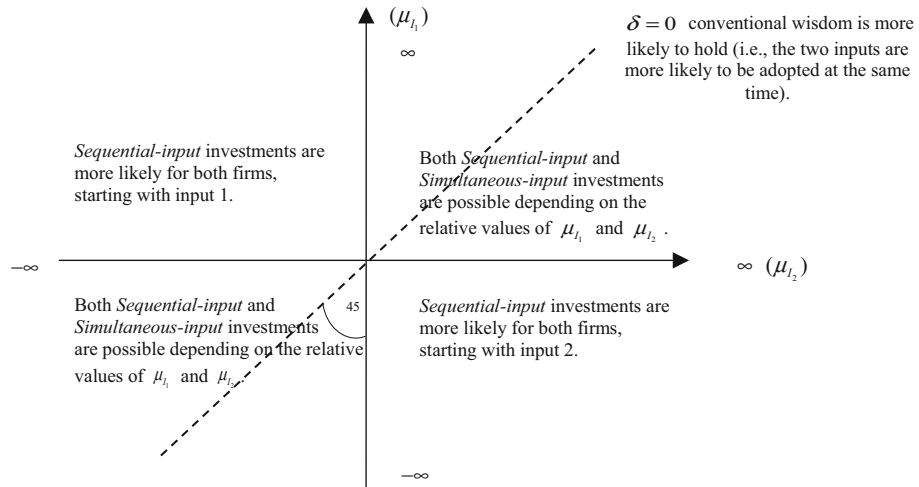 (μ_{I_1})
∞
δ = 0 conventional wisdom is more
likely to hold (i.e., the two inputs are
more likely to be adopted at the same
time).
Sequential-input investments are
more likely for both firms,
starting with input 1.
Both Sequential-input and
Simultaneous-input investments
are possible depending on the
relative values of μ_{I_1} and μ_{I_2} .
−∞
∞ (μ_{I_2})
Both Sequential-input and
Simultaneous-input investments
are possible depending on the relative
values of μ_{I_1} and μ_{I_2}.
45
Sequential-input investments are
more likely for both firms,
starting with input 2.
−∞